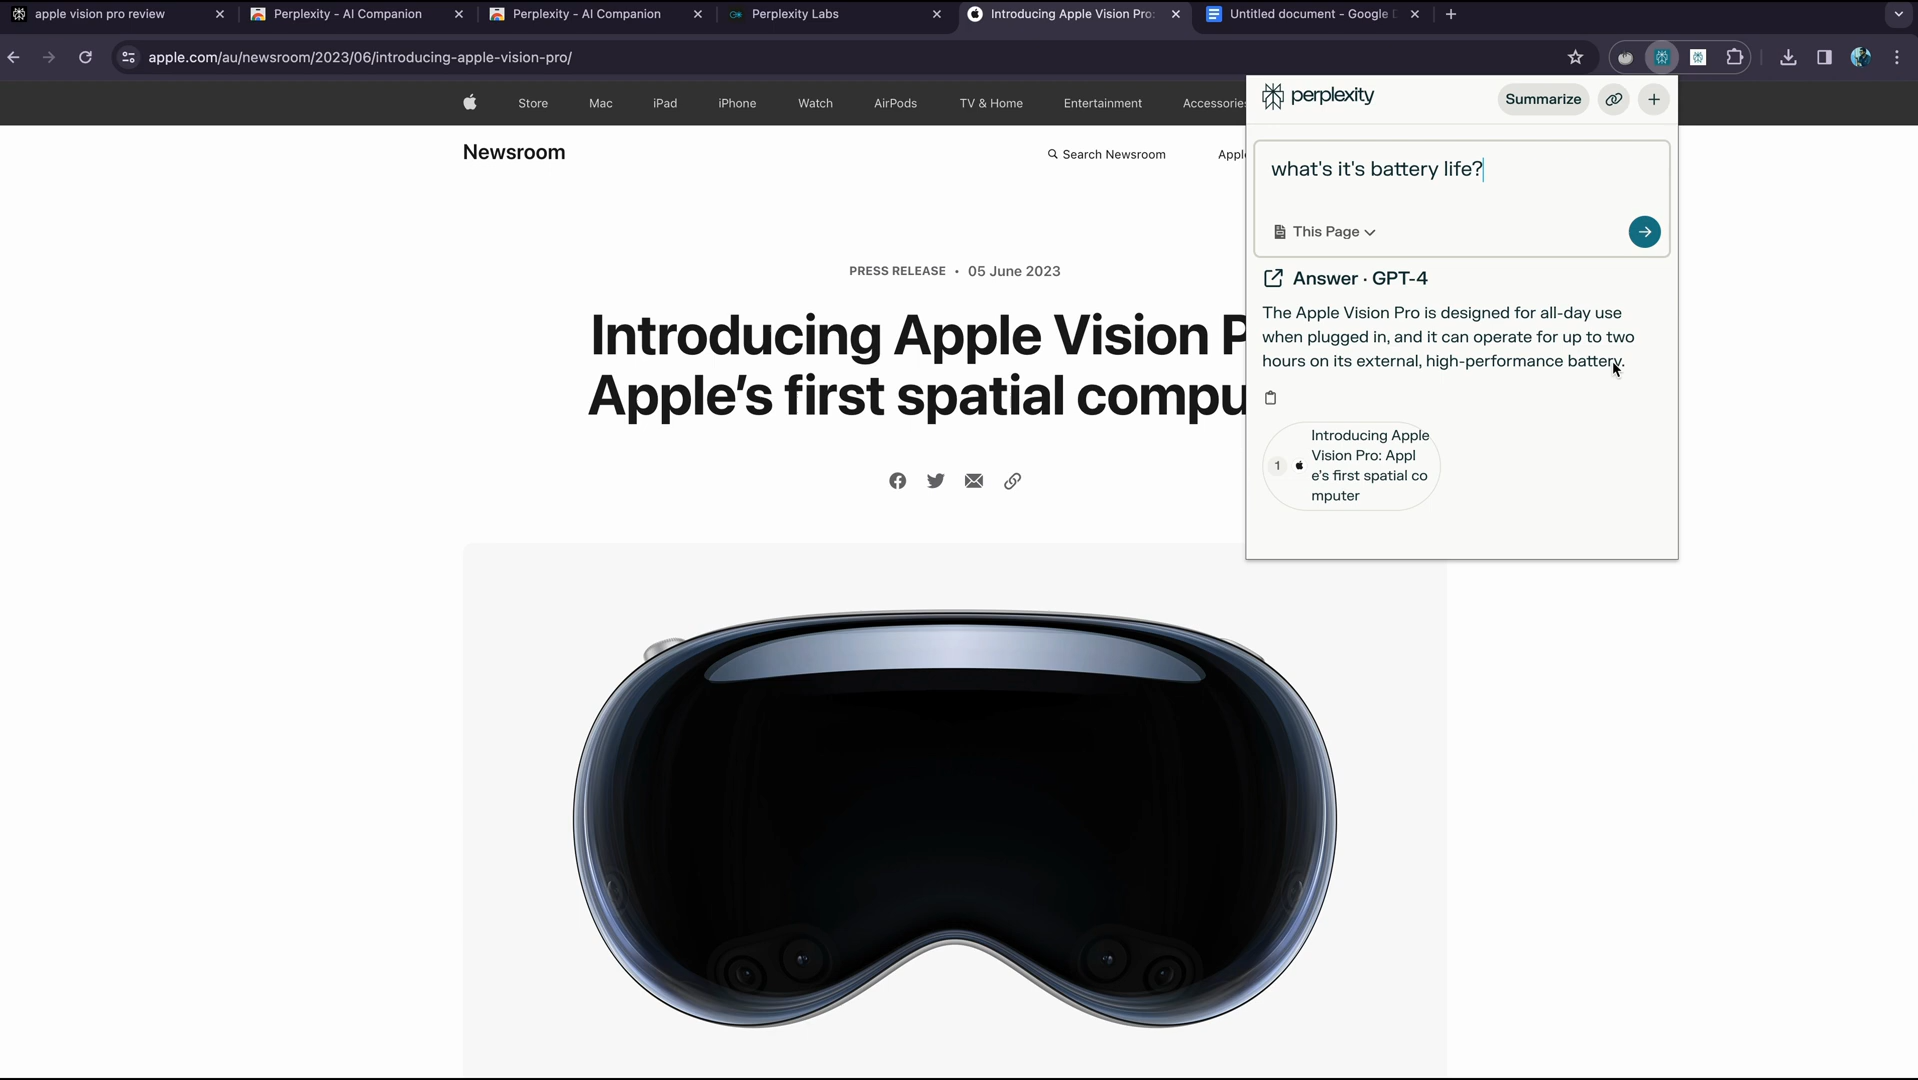 apple vision pro review
Perplexity - AI Companion
Perplexity - AI Companion
Perplexity Labs
Introducing Apple Vision Pro:
Untitled document - Google D
apple.com/au/newsroom/2023/06/introducing-apple-vision-pro/
Store Mac iPad iPhone Watch AirPods TV & Home Entertainment Accessories
Newsroom
Search Newsroom
Apple
PRESS RELEASE • 05 June 2023
Introducing Apple Vision P
Apple’s first spatial compu
perplexity
Summarize
what's it's battery life?
This Page
Answer · GPT-4
The Apple Vision Pro is designed for all-day use
when plugged in, and it can operate for up to two
hours on its external, high-performance battery.
1
Introducing Apple
Vision Pro: Appl
e’s first spatial co
mputer